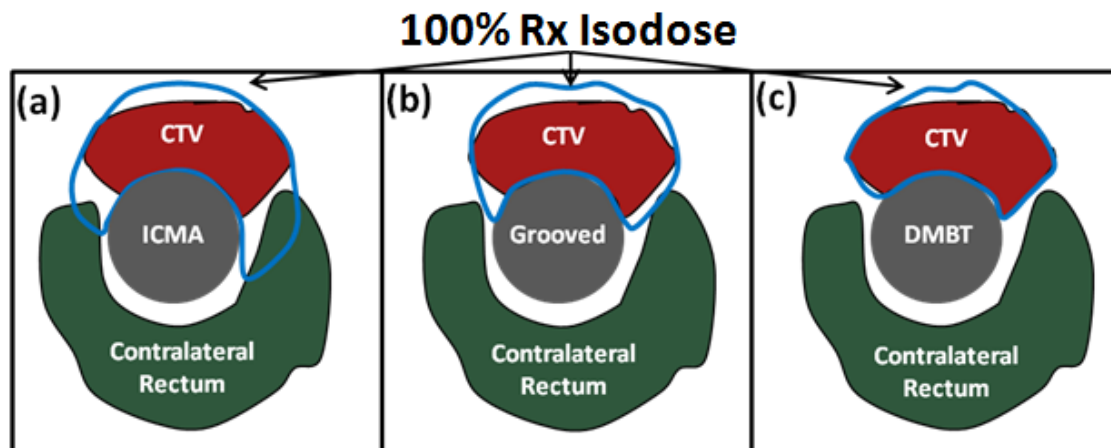 100% Rx Isodose
(a)
CTV
ICMA
Contralateral
Rectum
(b)
CTV
Grooved
Contralateral
Rectum
(c)
CTV
DMBT
Contralateral
Rectum